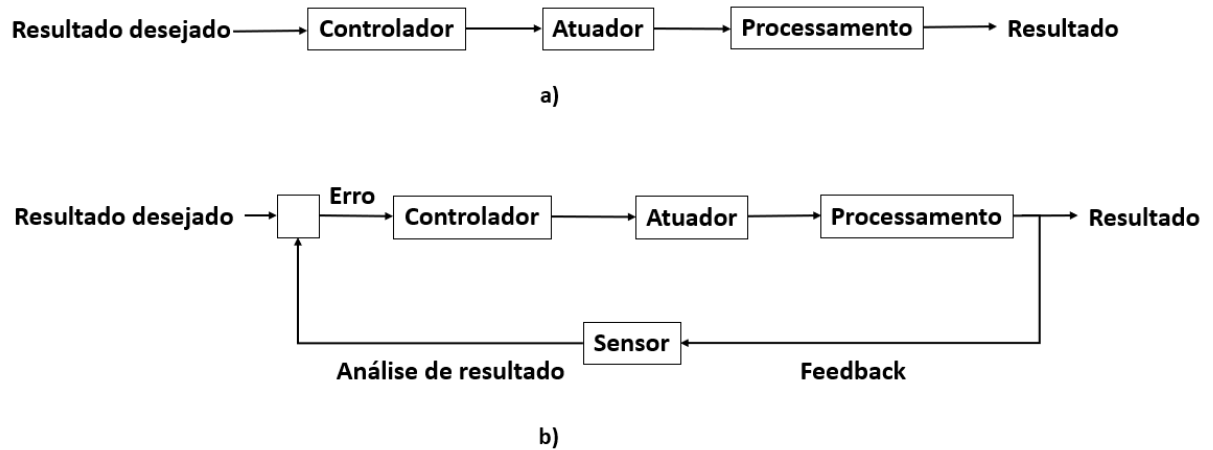 Resultado desejado Controlador Atuador Processamento Resultado
a)
Erro
Resultado desejado Controlador Atuador Processamento Resultado
Sensor
Análise de resultado Feedback
b)